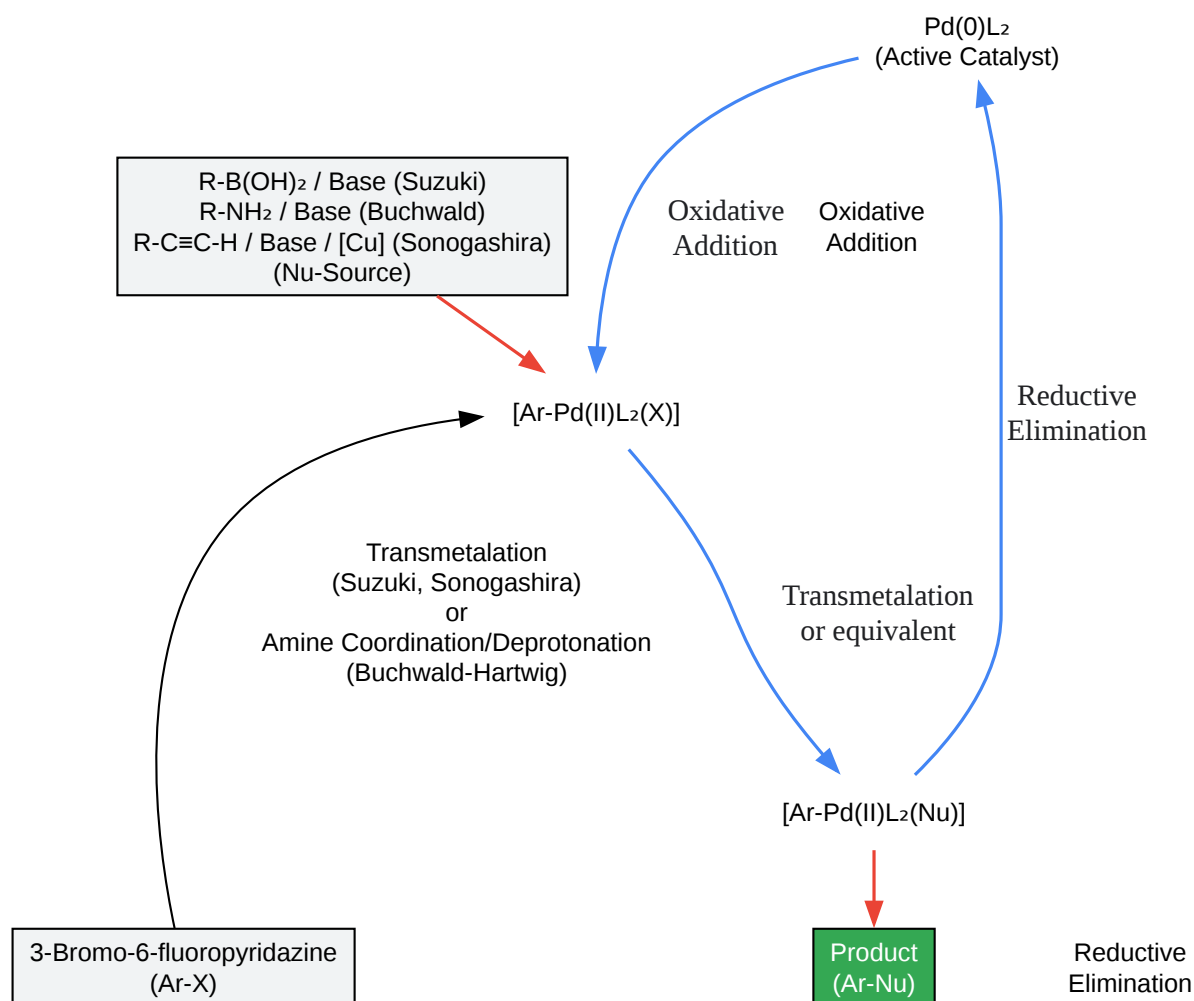 Pd(0)L₂
(Active Catalyst)
R-B(OH)₂ / Base (Suzuki)
R-NH₂ / Base (Buchwald)
R-C≡C-H / Base / [Cu] (Sonogashira)
(Nu-Source)
Oxidative
Addition
Oxidative
Addition
[Ar-Pd(II)L₂(X)]
Reductive
Elimination
Transmetalation
(Suzuki, Sonogashira)
or
Amine Coordination/Deprotonation
(Buchwald-Hartwig)
Transmetalation
or equivalent
[Ar-Pd(II)L₂(Nu)]
3-Bromo-6-fluoropyridazine
(Ar-X)
Product
(Ar-Nu)
Reductive
Elimination